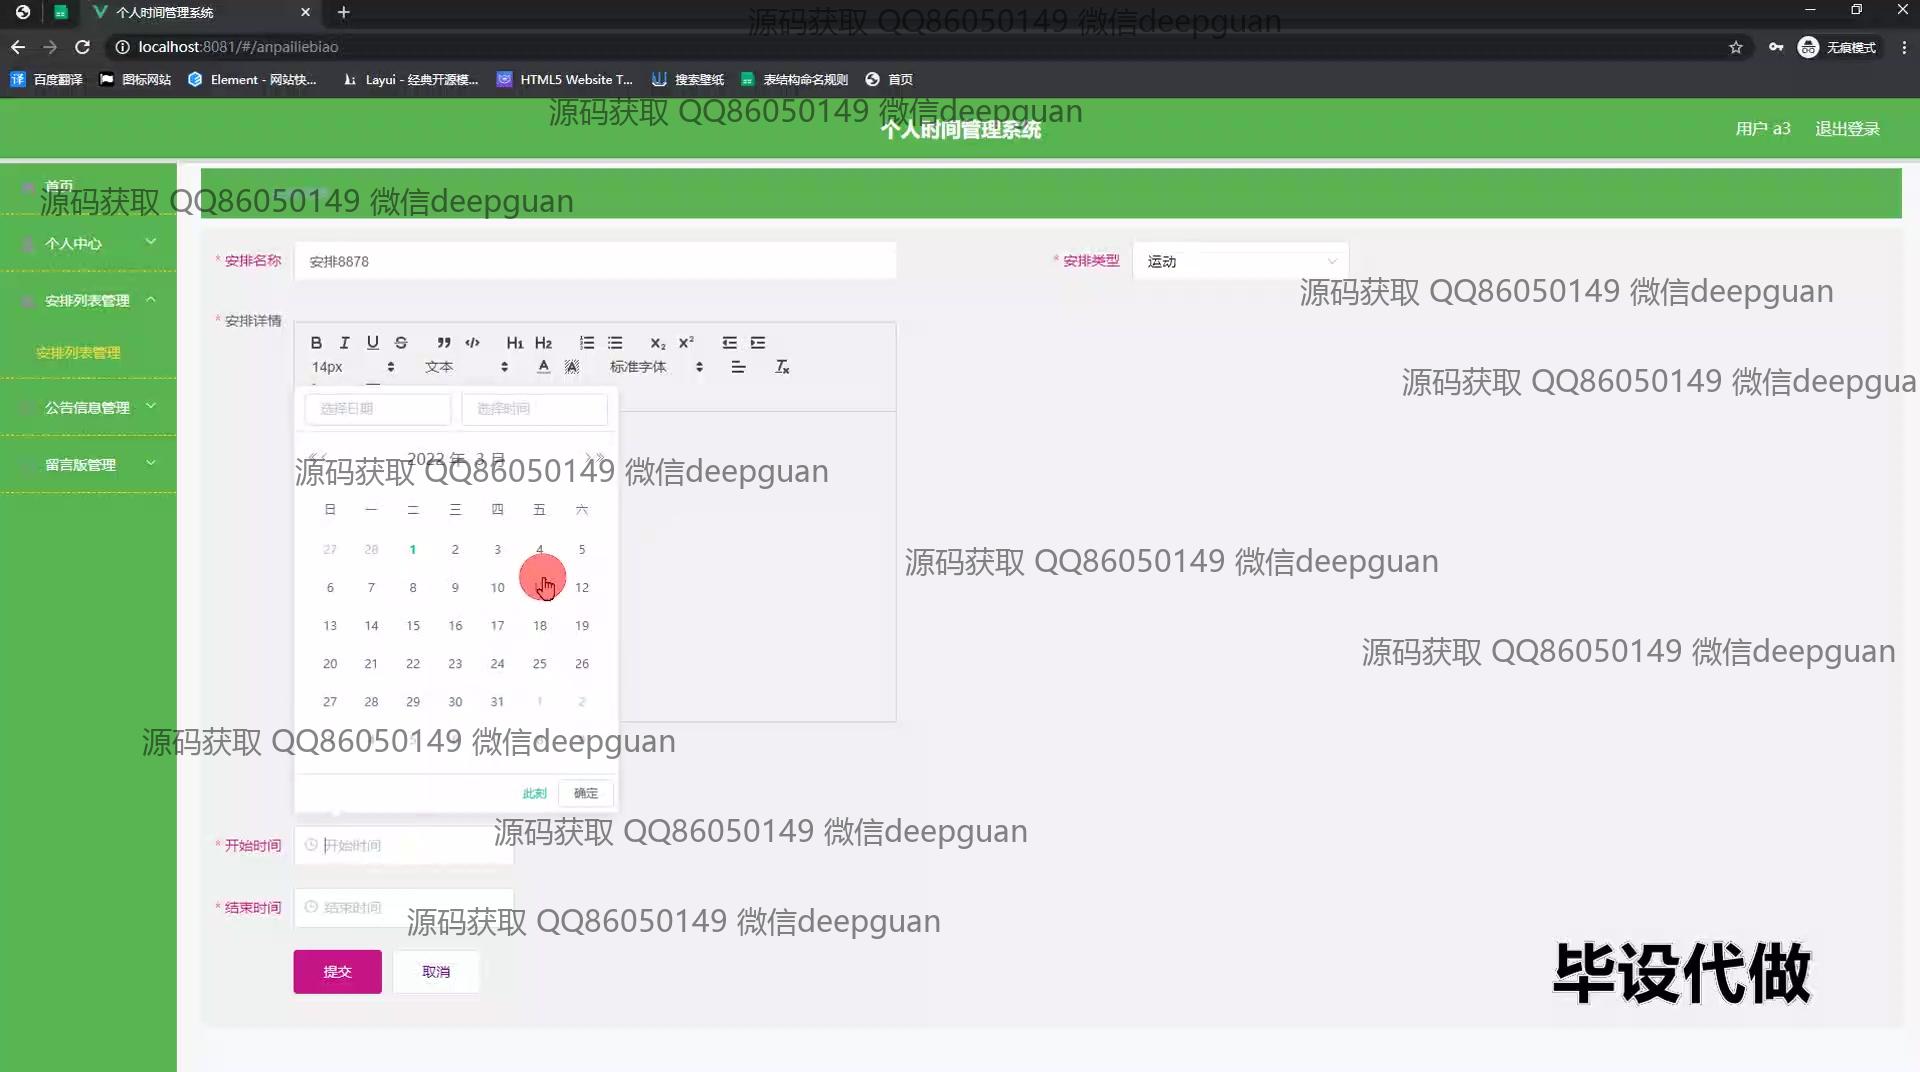 个人时间管理系统
localhost:8081/#/anpailiebiao
无痕模式
百度翻译 图标网站 Element - 网站快... Layui - 经典开源模... HTML5 Website T... 搜索壁纸 表结构命名规则 首页
源码获取 QQ86050149 微信deepguan
源码获取 QQ86050149 微信deepguan
个人时间管理系统
用户 a3 退出登录
首页
源码获取 QQ86050149 微信deepguan
个人中心
安排列表管理
安排列表管理
公告信息管理
留言版管理
* 安排名称 安排8878
* 安排类型 运动
源码获取 QQ86050149 微信deepguan
* 安排详情
B I U S ” </> H1 H2 X₂ X²
14px 文本 A 标准字体
源码获取 QQ86050149 微信deepgua
选择日期 选择时间
2022 年 3 月
源码获取 QQ86050149 微信deepguan
日 一 二 三 四 五 六
27 28 1 2 3 4 5
6 7 8 9 10 12
13 14 15 16 17 18 19
20 21 22 23 24 25 26
27 28 29 30 31 1 2
源码获取 QQ86050149 微信deepguan
源码获取 QQ86050149 微信deepguan
源码获取 QQ86050149 微信deepguan
此刻 确定
源码获取 QQ86050149 微信deepguan
* 开始时间 开始时间
* 结束时间 结束时间
源码获取 QQ86050149 微信deepguan
提交 取消
毕设代做